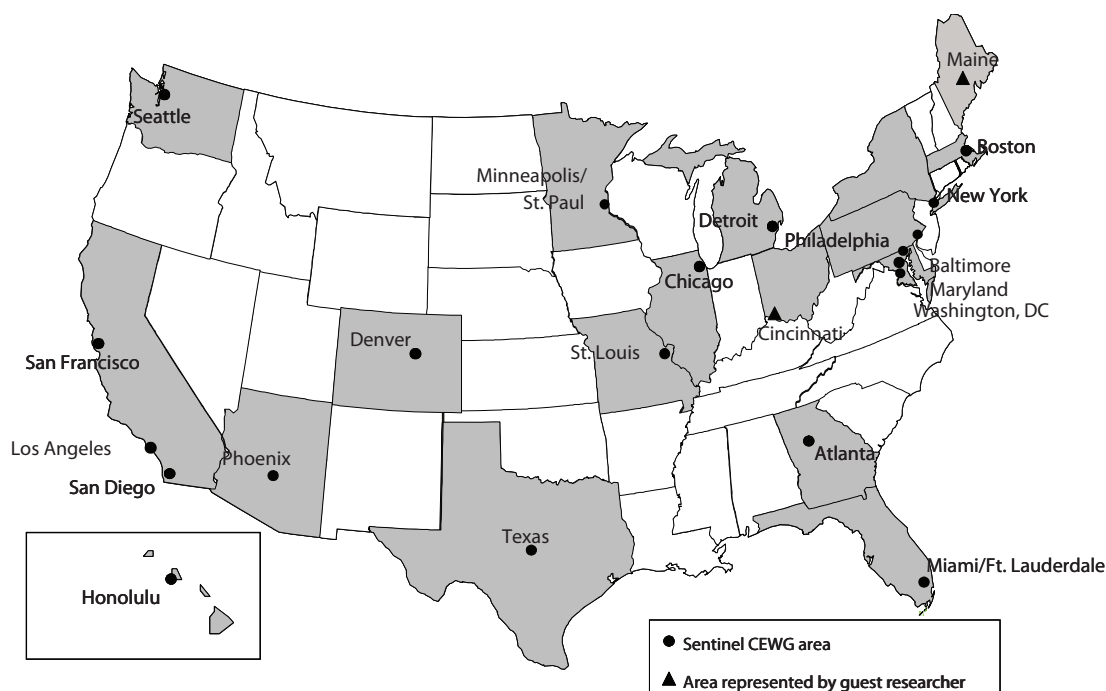 Maine
Seattle
Boston
Minneapolis/
St. Paul
New York
Detroit
Philadelphia
Baltimore
Chicago
Maryland
Washington, DC
Cincinnati
Denver
St. Louis
San Francisco
Los Angeles
Phoenix
Atlanta
San Diego
Texas
Miami/Ft. Lauderdale
Honolulu
Sentinel CEWG area
Area represented by guest researcher